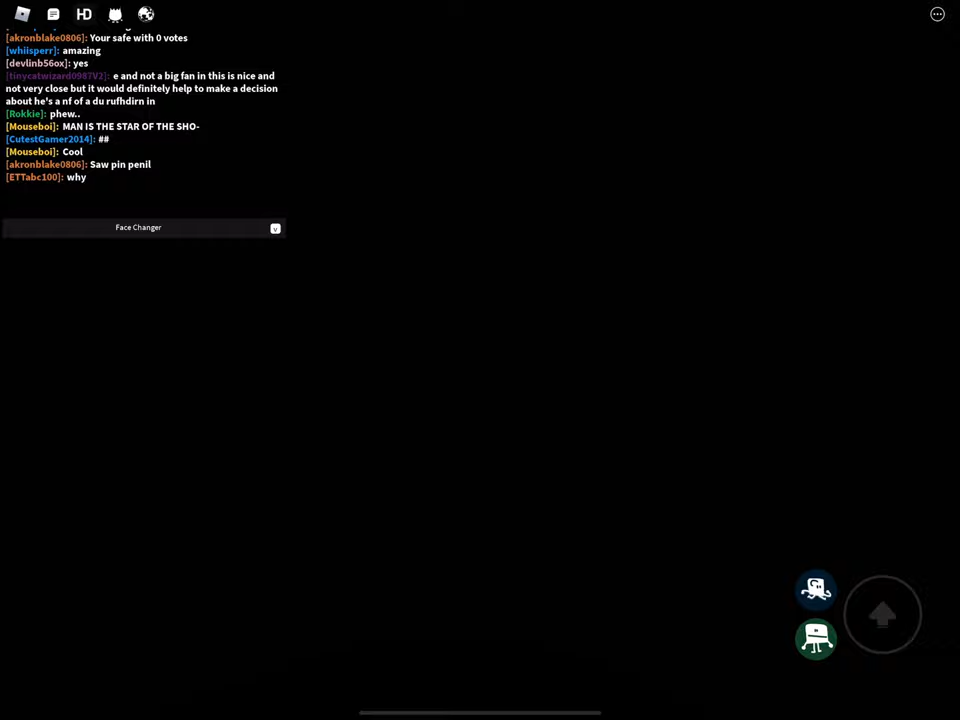 HD
[akronblake0806]: Your safe with 0 votes
[whiisperr]: amazing
[devlinb56ox]: yes
[tinycatwizard0987V2]: e and not a big fan in this is nice and
not very close but it would definitely help to make a decision
about he's a nf of a du rufhdirn in
[Rokkie]: phew..
[Mouseboi]: MAN IS THE STAR OF THE SHO-
[CutestGamer2014]: ##
[Mouseboi]: Cool
[akronblake0806]: Saw pin penil
[ETTabc100]: why
Face Changer
v